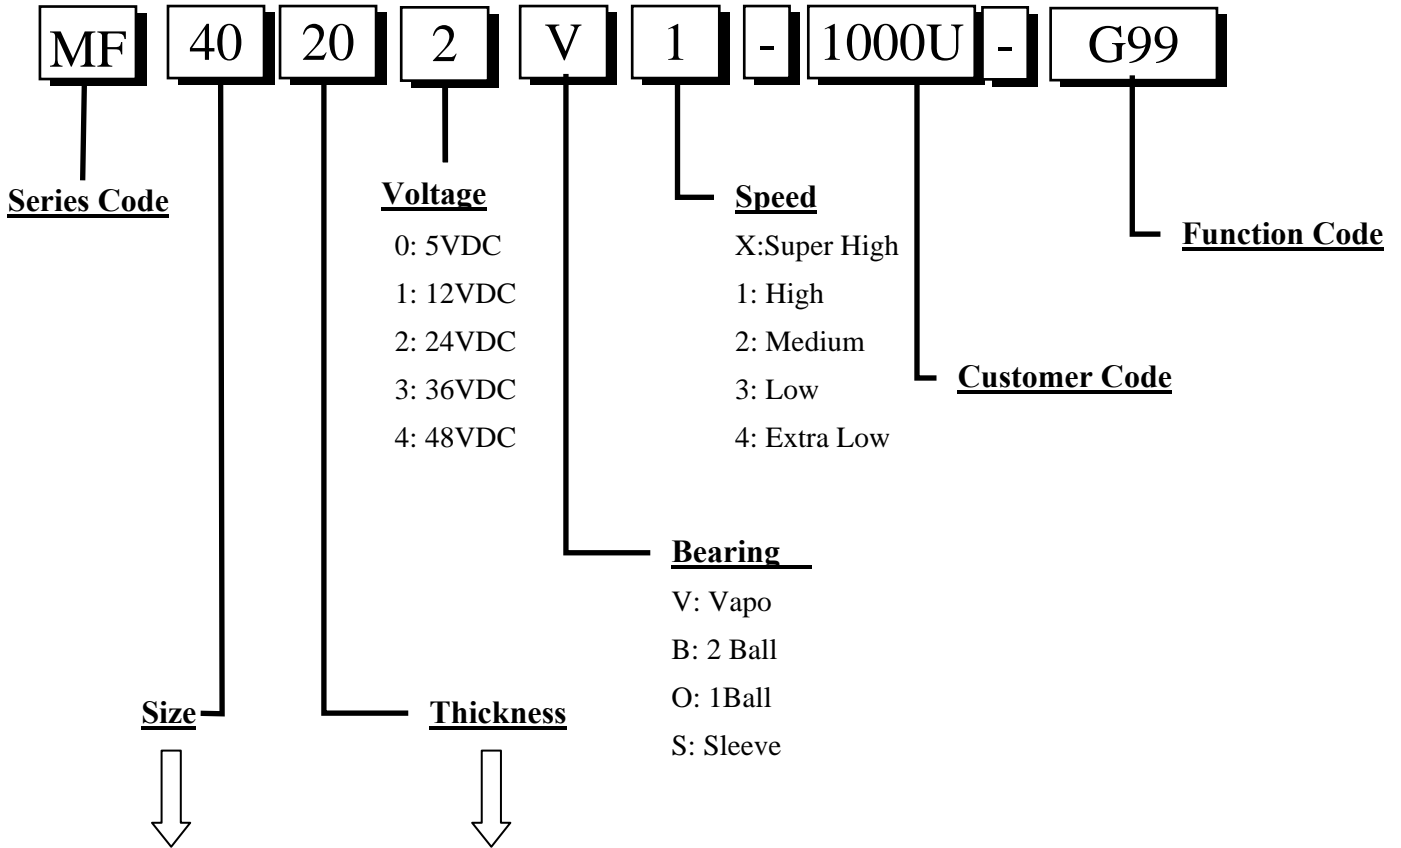 MF 40 20 2 V 1 - 1000U - G99
Series Code
Voltage
0: 5VDC
1: 12VDC
2: 24VDC
3: 36VDC
4: 48VDC
Speed
X:Super High
1: High
2: Medium
3: Low
4: Extra Low
Function Code
Customer Code
Bearing
V: Vapo
B: 2 Ball
O: 1Ball
S: Sleeve
Size
Thickness